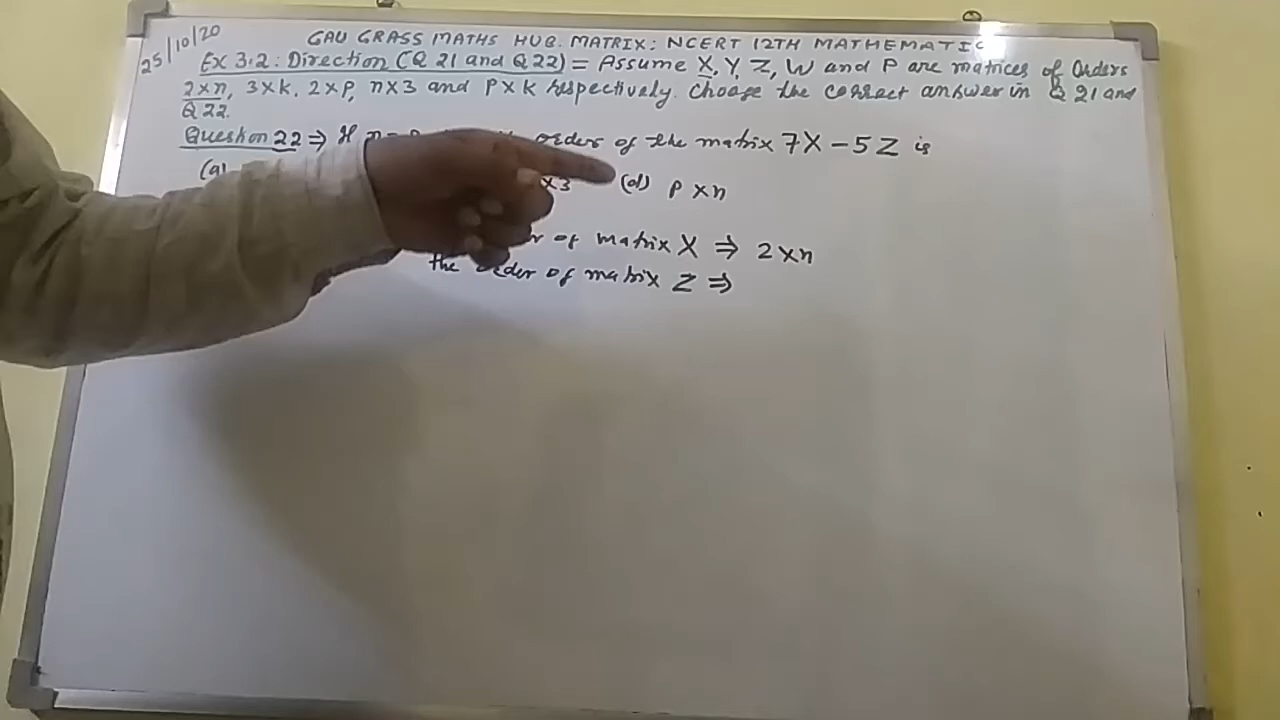 25/10/20
GAU GRASS MATHS HUB. MATRIX: NCERT 12TH MATHEMATIC
Ex 3.2: Direction (Q 21 and Q 22) = Assume X, Y, Z, W and P are matrices of Orders
2×n, 3×k, 2×p, n×3 and P×k respectively. Choose the correct answer in Q 21 and
Q 22.
Question 22 ⇒ If n = order of the matrix 7X - 5Z is
(a) ×3 (d) P×n
of matrix X ⇒ 2×n
the order of matrix Z ⇒